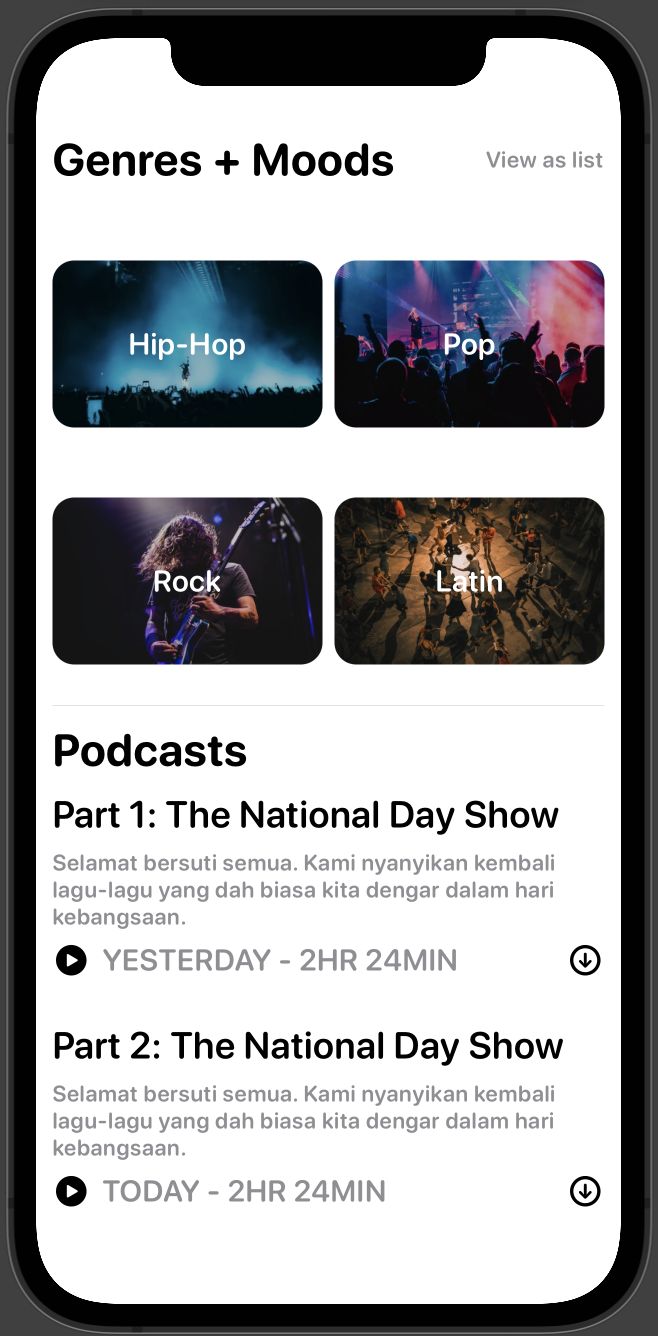 Genres + Moods
View as list
Hip-Hop
Pop
Rock
Latin
Podcasts
Part 1: The National Day Show
Selamat bersuti semua. Kami nyanyikan kembali
lagu-lagu yang dah biasa kita dengar dalam hari
kebangsaan.
YESTERDAY - 2HR 24MIN
Part 2: The National Day Show
Selamat bersuti semua. Kami nyanyikan kembali
lagu-lagu yang dah biasa kita dengar dalam hari
kebangsaan.
TODAY - 2HR 24MIN